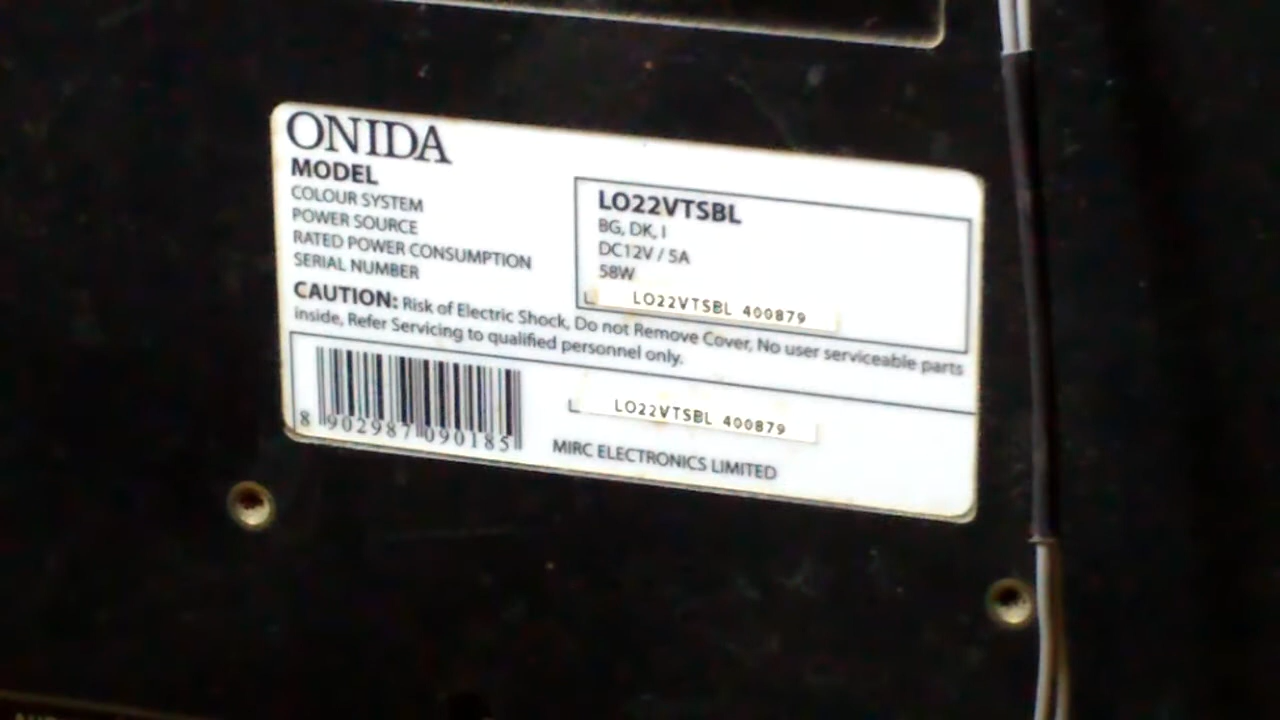 ONIDA
MODEL LO22VTSBL
COLOUR SYSTEM BG, DK, I
POWER SOURCE DC12V / 5A
RATED POWER CONSUMPTION 58W
SERIAL NUMBER LO22VTSBL 400879
CAUTION: Risk of Electric Shock, Do not Remove Cover, No user serviceable parts
inside, Refer Servicing to qualified personnel only.
LO22VTSBL 400879
8 902987 090185
MIRC ELECTRONICS LIMITED